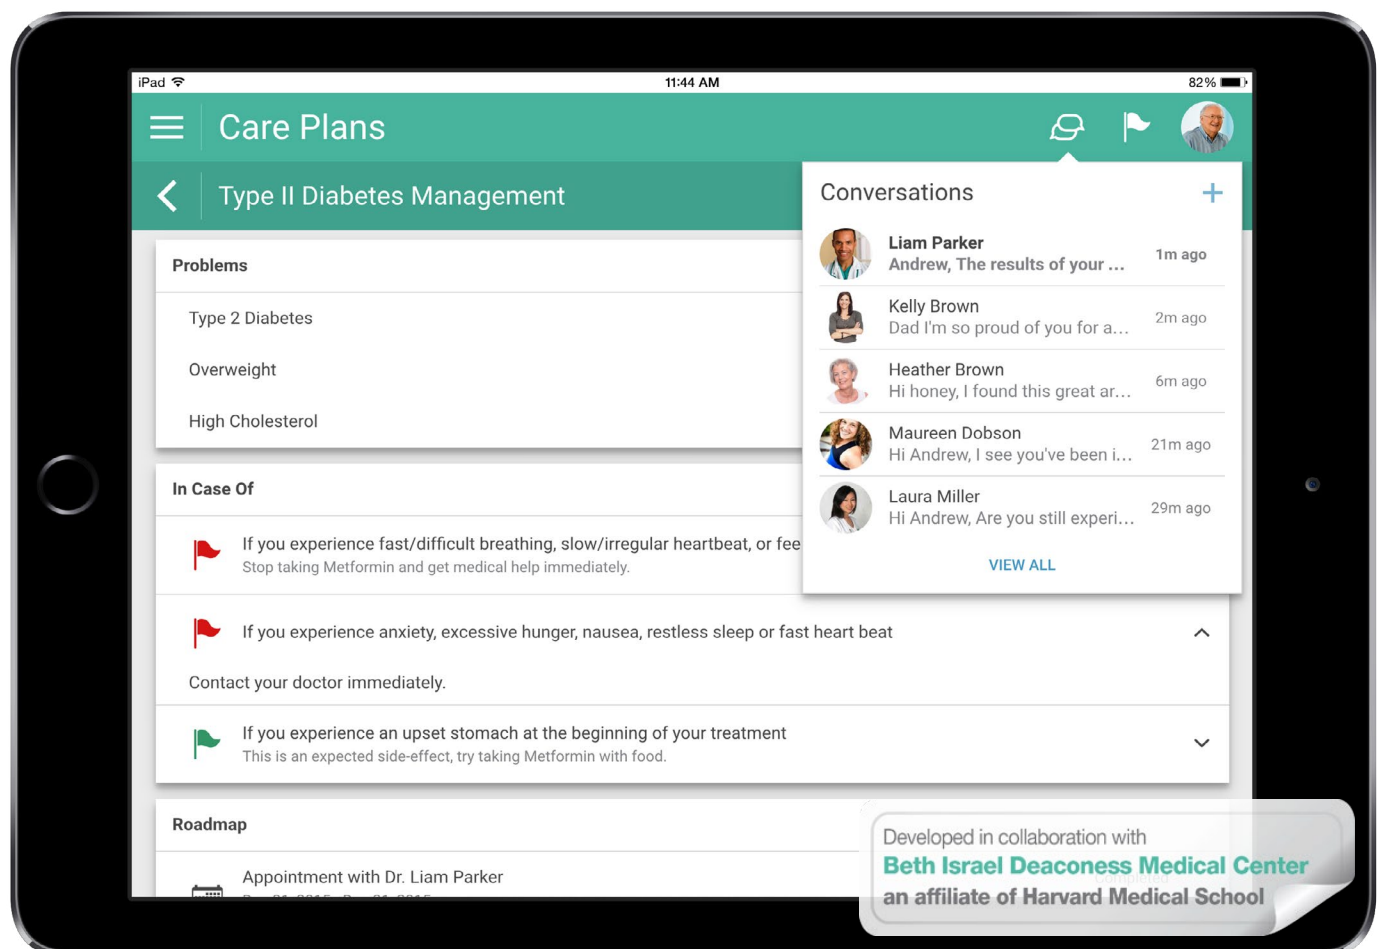 iPad
11:44 AM
82%
Care Plans
Type II Diabetes Management
Conversations
Liam Parker
Andrew, The results of your ...
1m ago
Kelly Brown
Dad I'm so proud of you for a...
2m ago
Heather Brown
Hi honey, I found this great ar...
6m ago
Maureen Dobson
Hi Andrew, I see you've been i...
21m ago
Laura Miller
Hi Andrew, Are you still experi...
29m ago
VIEW ALL
Problems
Type 2 Diabetes
Overweight
High Cholesterol
In Case Of
If you experience fast/difficult breathing, slow/irregular heartbeat, or fee
Stop taking Metformin and get medical help immediately.
If you experience anxiety, excessive hunger, nausea, restless sleep or fast heart beat
Contact your doctor immediately.
If you experience an upset stomach at the beginning of your treatment
This is an expected side-effect, try taking Metformin with food.
Roadmap
Appointment with Dr. Liam Parker
Developed in collaboration with
Beth Israel Deaconess Medical Center
an affiliate of Harvard Medical School